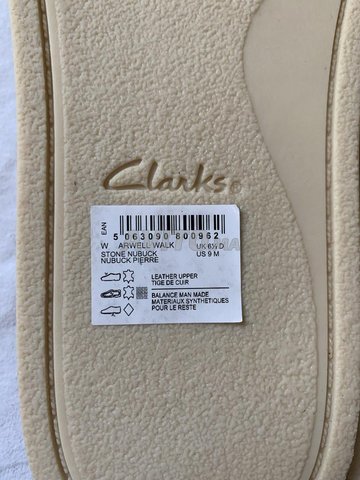 Clarks®
EAN
5 063090 800962
W ARWELL WALK UK 6½ D
STONE NUBUCK US 9 M
NUBUCK PIERRE
LEATHER UPPER
TIGE DE CUIR
BALANCE MAN MADE
MATERIAUX SYNTHETIQUES
POUR LE RESTE